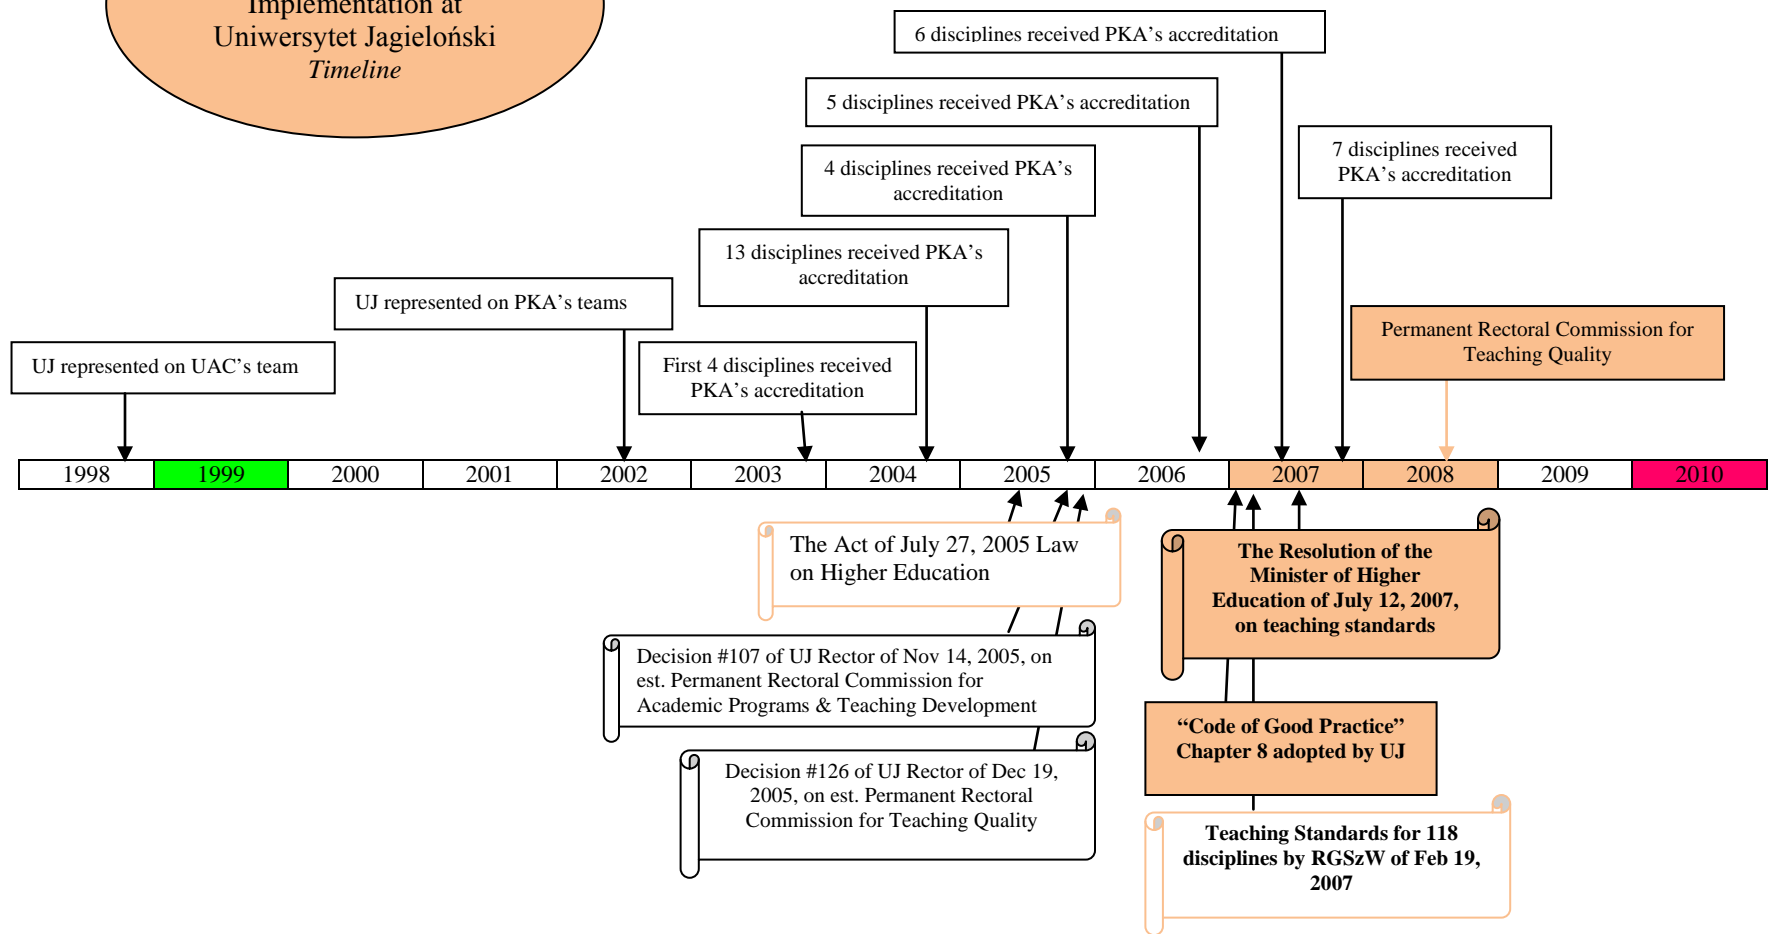 Implementation at
Uniwersytet Jagieloński
Timeline
6 disciplines received PKA's accreditation
5 disciplines received PKA's accreditation
7 disciplines received
PKA's accreditation
4 disciplines received PKA's
accreditation
13 disciplines received PKA's
accreditation
UJ represented on PKA's teams
Permanent Rectoral Commission for
Teaching Quality
UJ represented on UAC's team
First 4 disciplines received
PKA's accreditation
1998 1999 2000 2001 2002 2003 2004 2005 2006 2007 2008 2009 2010
The Act of July 27, 2005 Law
on Higher Education
The Resolution of the
Minister of Higher
Education of July 12, 2007,
on teaching standards
Decision #107 of UJ Rector of Nov 14, 2005, on
est. Permanent Rectoral Commission for
Academic Programs & Teaching Development
“Code of Good Practice”
Chapter 8 adopted by UJ
Decision #126 of UJ Rector of Dec 19,
2005, on est. Permanent Rectoral
Commission for Teaching Quality
Teaching Standards for 118
disciplines by RGSzW of Feb 19,
2007